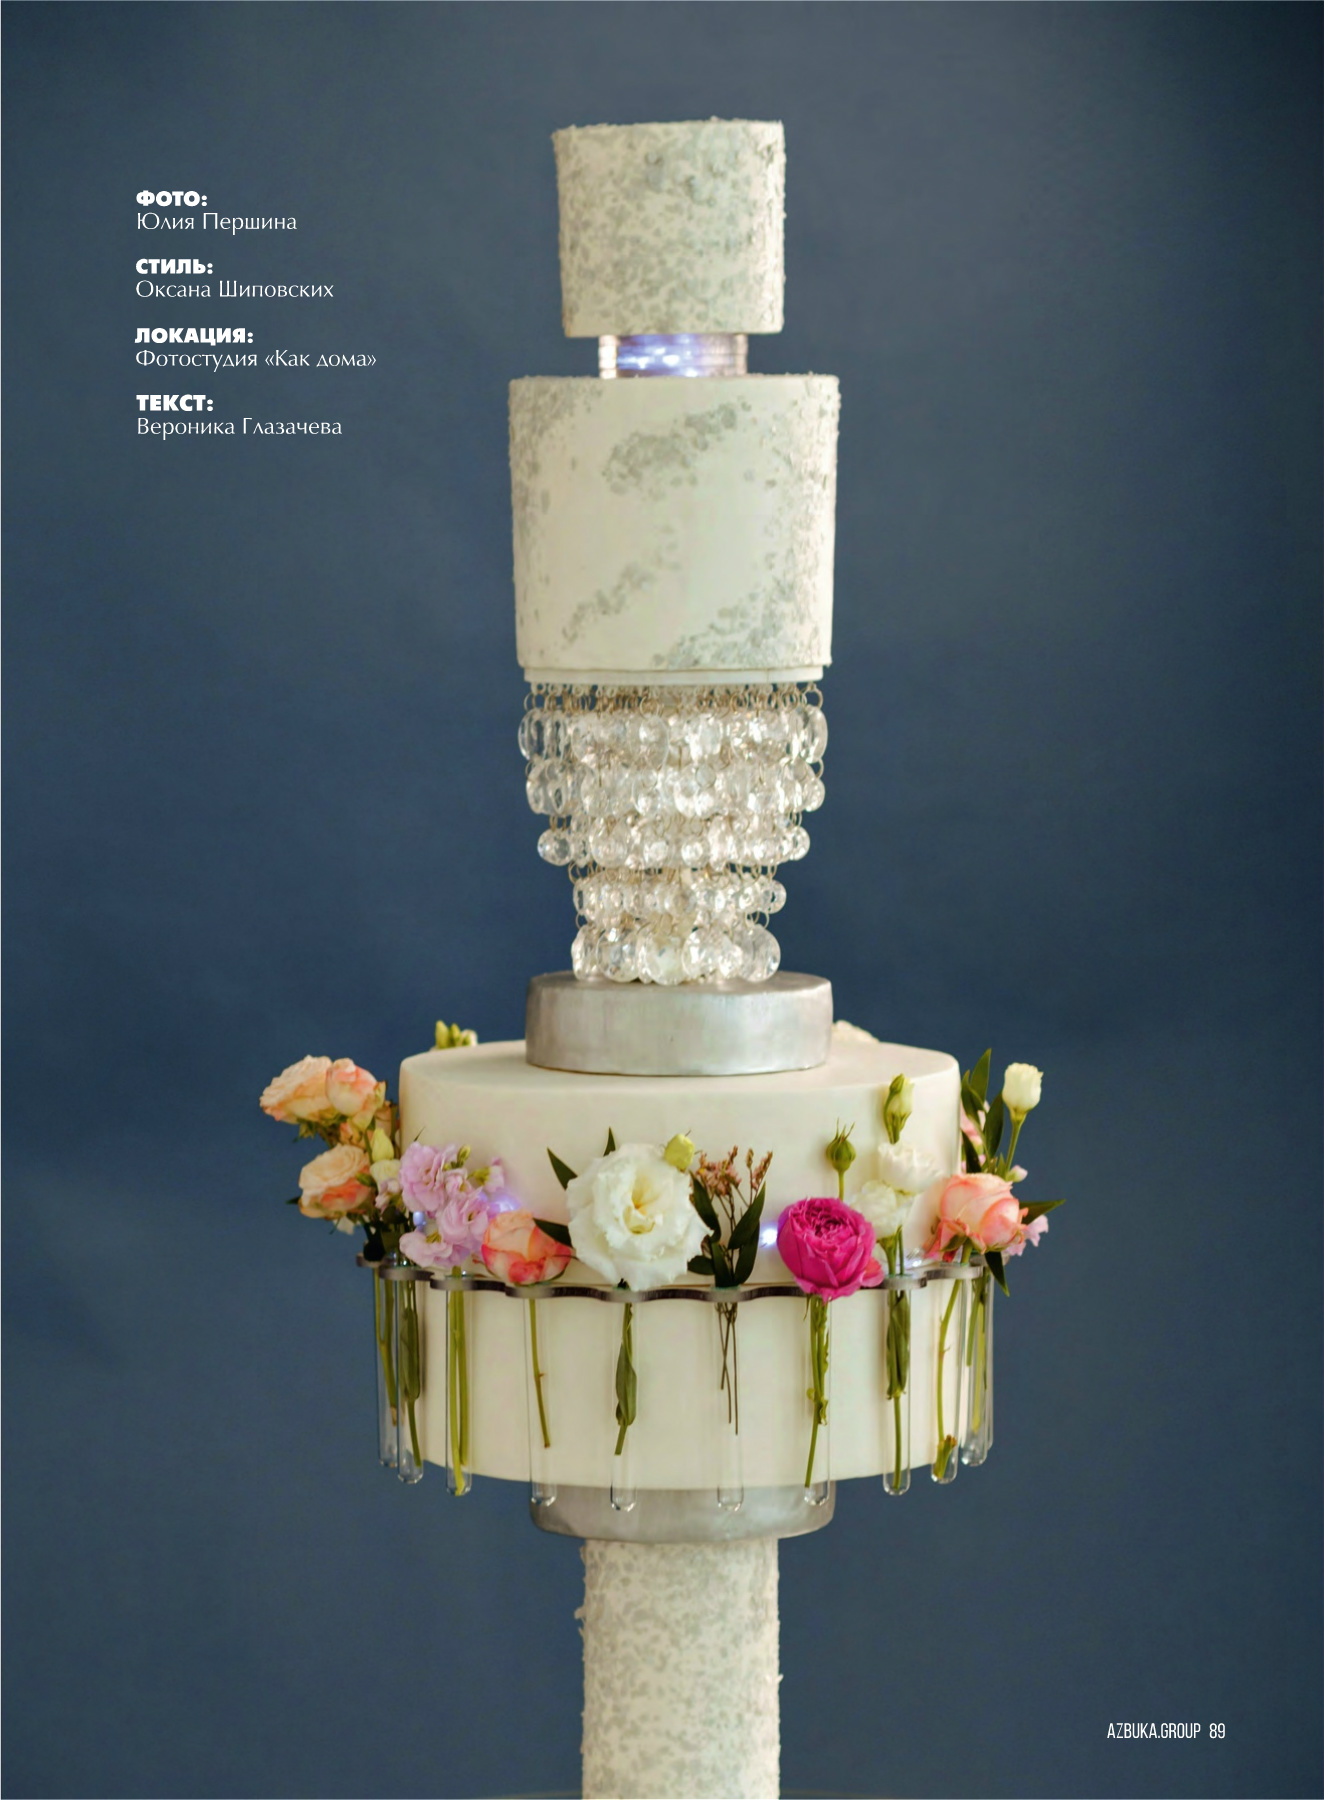 ФОТО:
Юлия Першина
СТИЛЬ:
Оксана Шиповских
ЛОКАЦИЯ:
Фотостудия «Как дома»
ТЕКСТ:
Вероника Глазачева
AZBUKA.GROUP 89